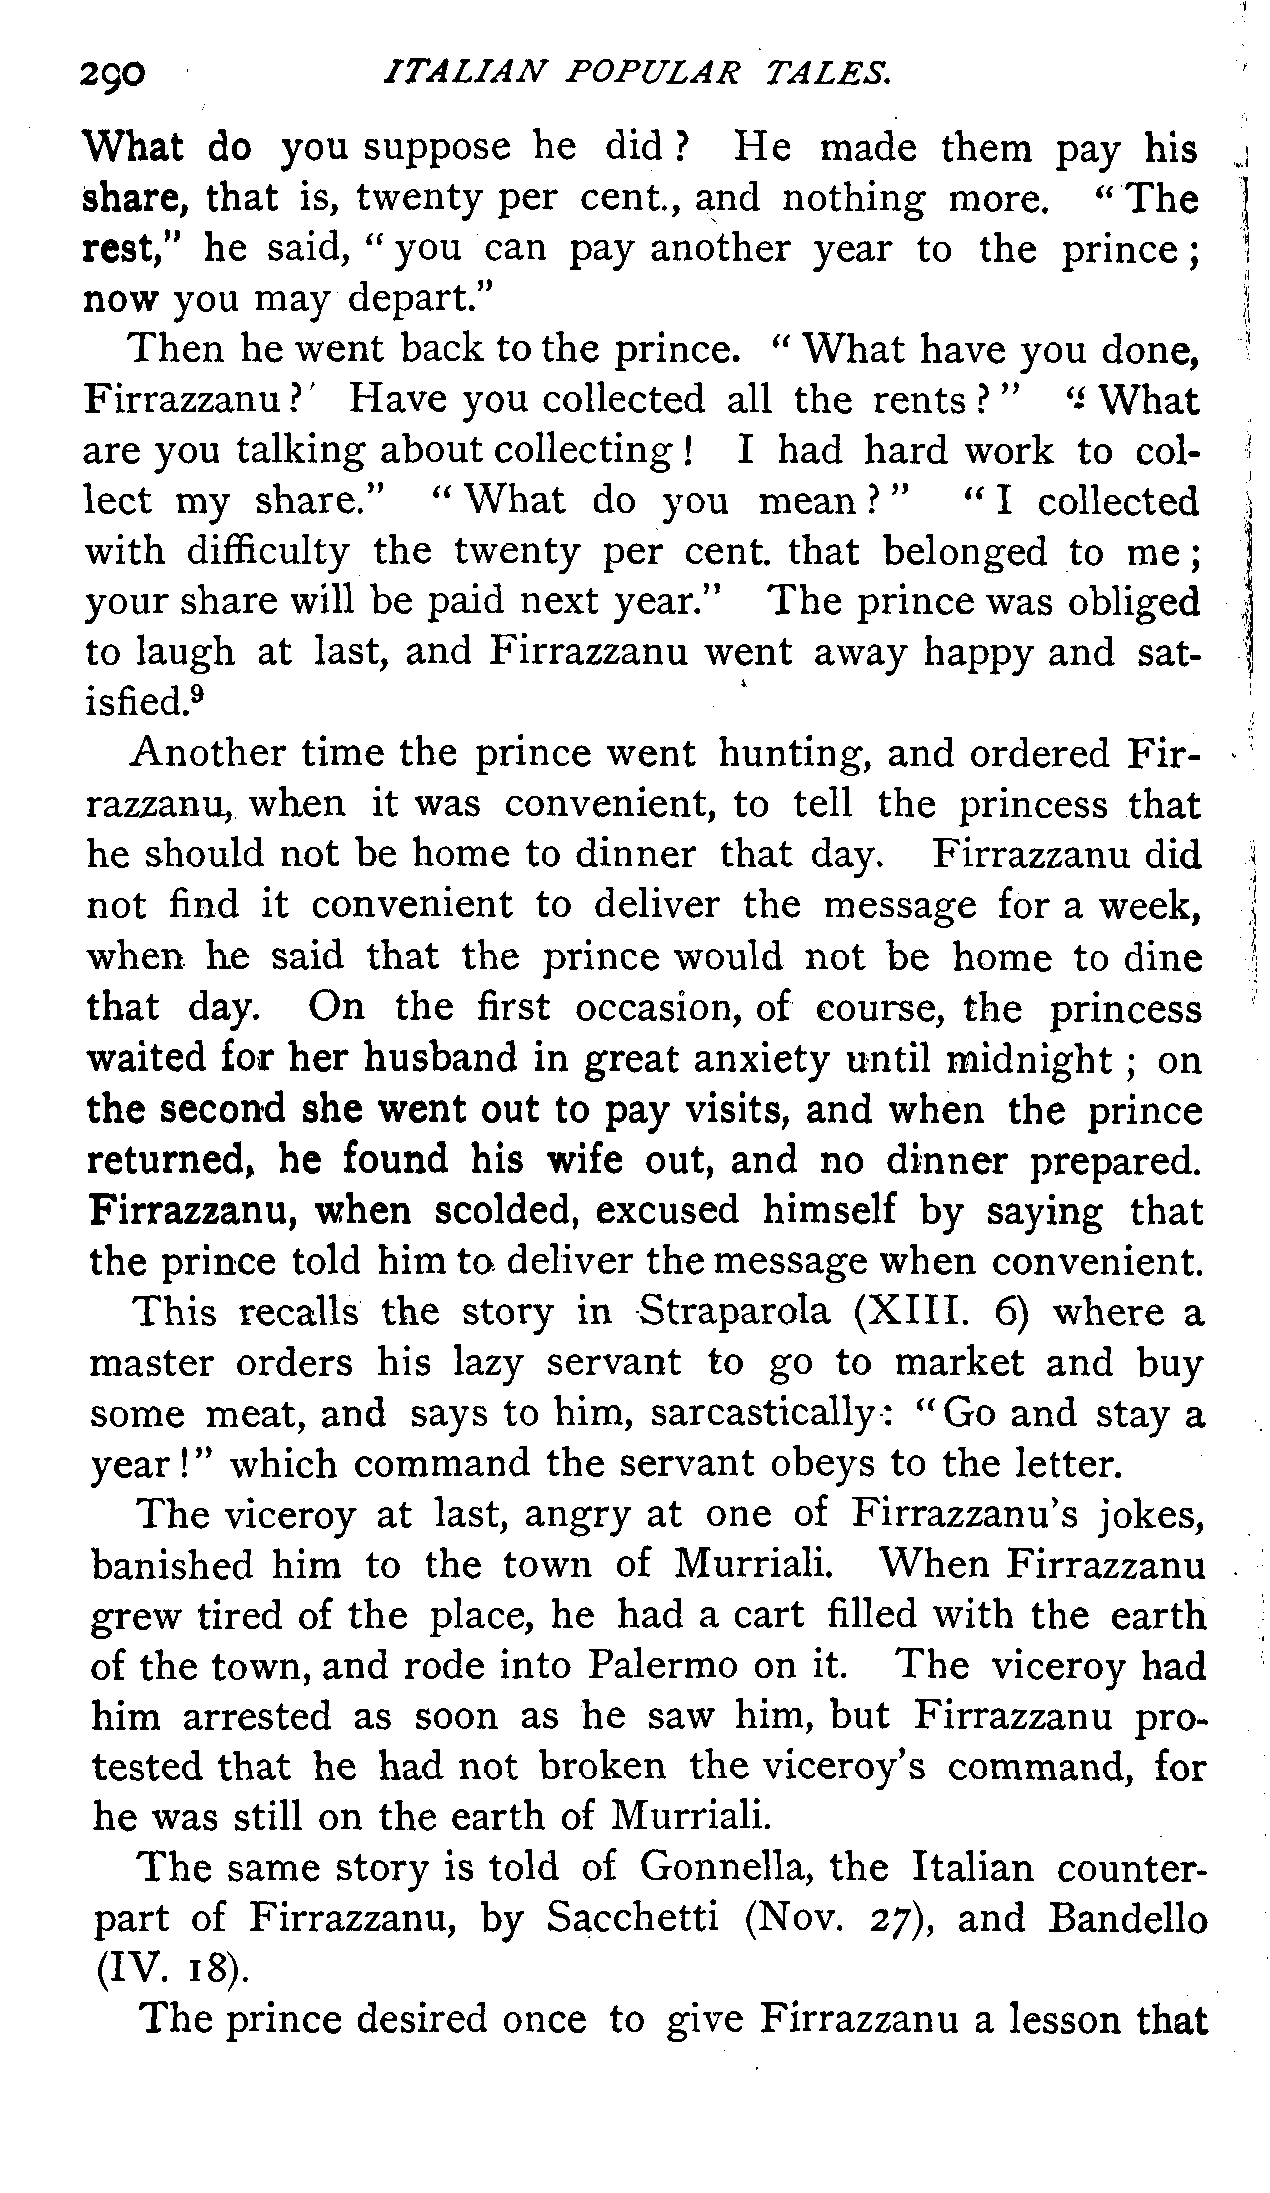 290 ITALIAN POPULAR TALES.
What do you suppose he did? He made them pay his
share, that is, twenty per cent., and nothing more. "The
rest," he said, "you can pay another year to the prince;
now you may depart."
Then he went back to the prince. "What have you done,
Firrazzanu?' Have you collected all the rents?" "What
are you talking about collecting! I had hard work to col-
lect my share." "What do you mean?" "I collected
with difficulty the twenty per cent. that belonged to me;
your share will be paid next year." The prince was obliged
to laugh at last, and Firrazzanu went away happy and sat-
isfied.⁹
Another time the prince went hunting, and ordered Fir-
razzanu, when it was convenient, to tell the princess that
he should not be home to dinner that day. Firrazzanu did
not find it convenient to deliver the message for a week,
when he said that the prince would not be home to dine
that day. On the first occasion, of course, the princess
waited for her husband in great anxiety until midnight; on
the second she went out to pay visits, and when the prince
returned, he found his wife out, and no dinner prepared.
Firrazzanu, when scolded, excused himself by saying that
the prince told him to deliver the message when convenient.
This recalls the story in Straparola (XIII. 6) where a
master orders his lazy servant to go to market and buy
some meat, and says to him, sarcastically: "Go and stay a
year!" which command the servant obeys to the letter.
The viceroy at last, angry at one of Firrazzanu's jokes,
banished him to the town of Murriali. When Firrazzanu
grew tired of the place, he had a cart filled with the earth
of the town, and rode into Palermo on it. The viceroy had
him arrested as soon as he saw him, but Firrazzanu pro-
tested that he had not broken the viceroy's command, for
he was still on the earth of Murriali.
The same story is told of Gonnella, the Italian counter-
part of Firrazzanu, by Sacchetti (Nov. 27), and Bandello
(IV. 18).
The prince desired once to give Firrazzanu a lesson that